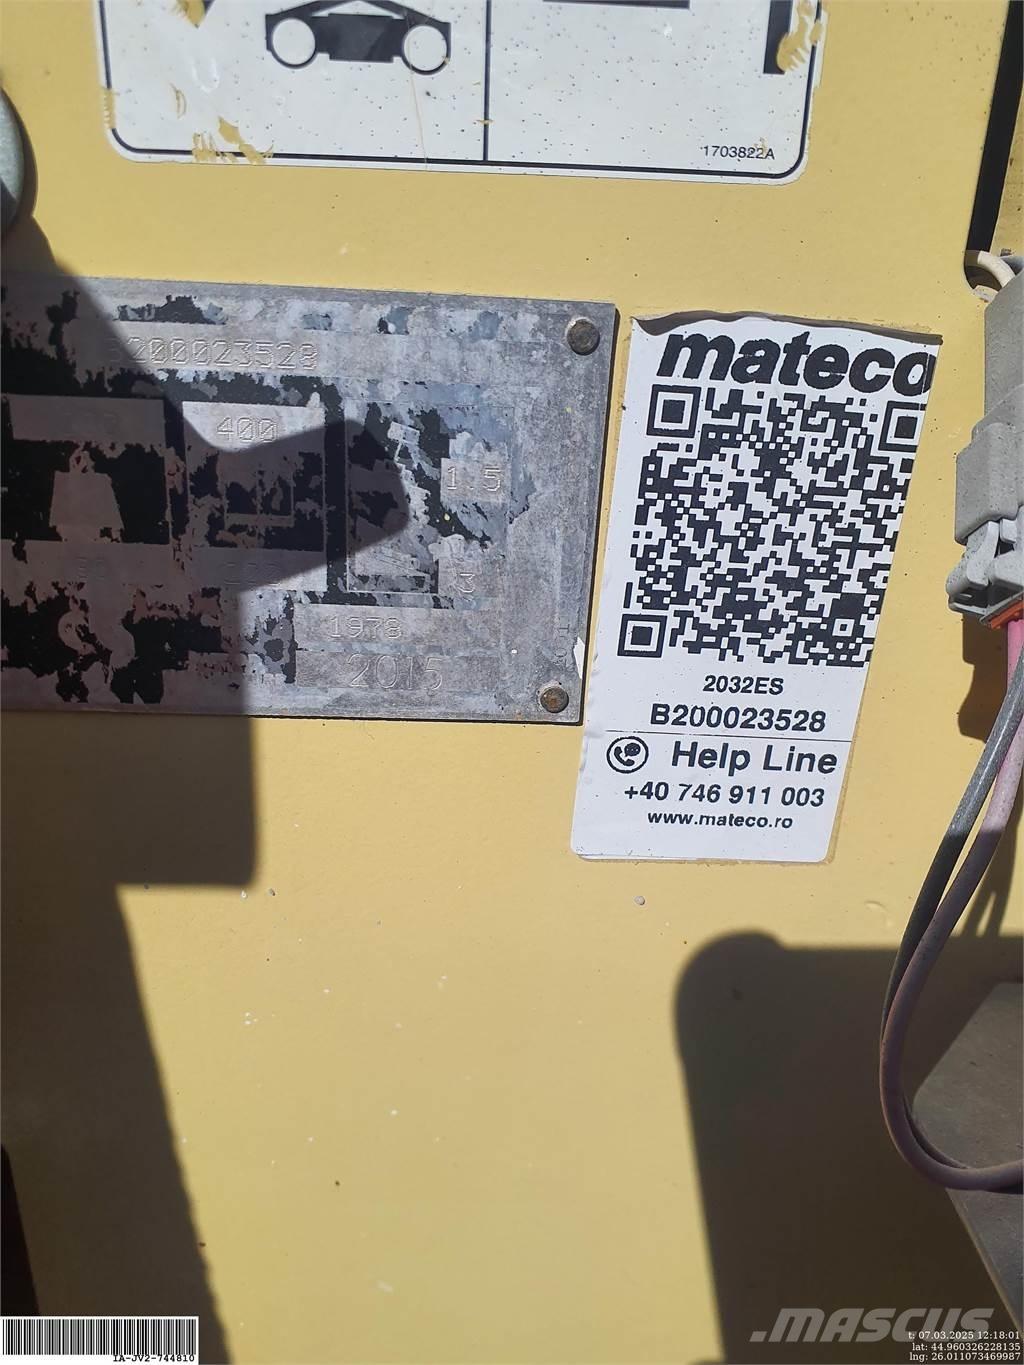 1703822A
B200023528
400
1.5
3
1978
2015
mateco
2032ES
B200023528
Help Line
+40 746 911 003
www.mateco.ro
MASCUS
t: 07.03.2025 12:18:01
lat: 44.960326228135
lng: 26.011073469987
IA-JV2-744810